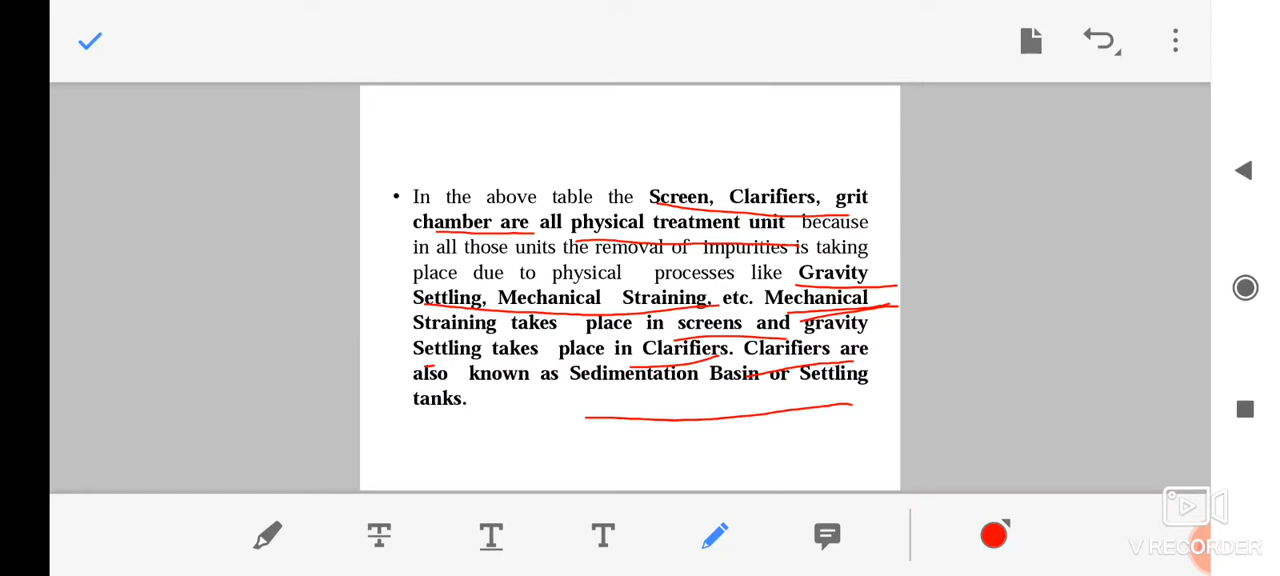 • In the above table the Screen, Clarifiers, grit
chamber are all physical treatment unit because
in all those units the removal of impurities is taking
place due to physical processes like Gravity
Settling, Mechanical Straining, etc. Mechanical
Straining takes place in screens and gravity
Settling takes place in Clarifiers. Clarifiers are
also known as Sedimentation Basin or Settling
tanks.
T T T
V RECORDER